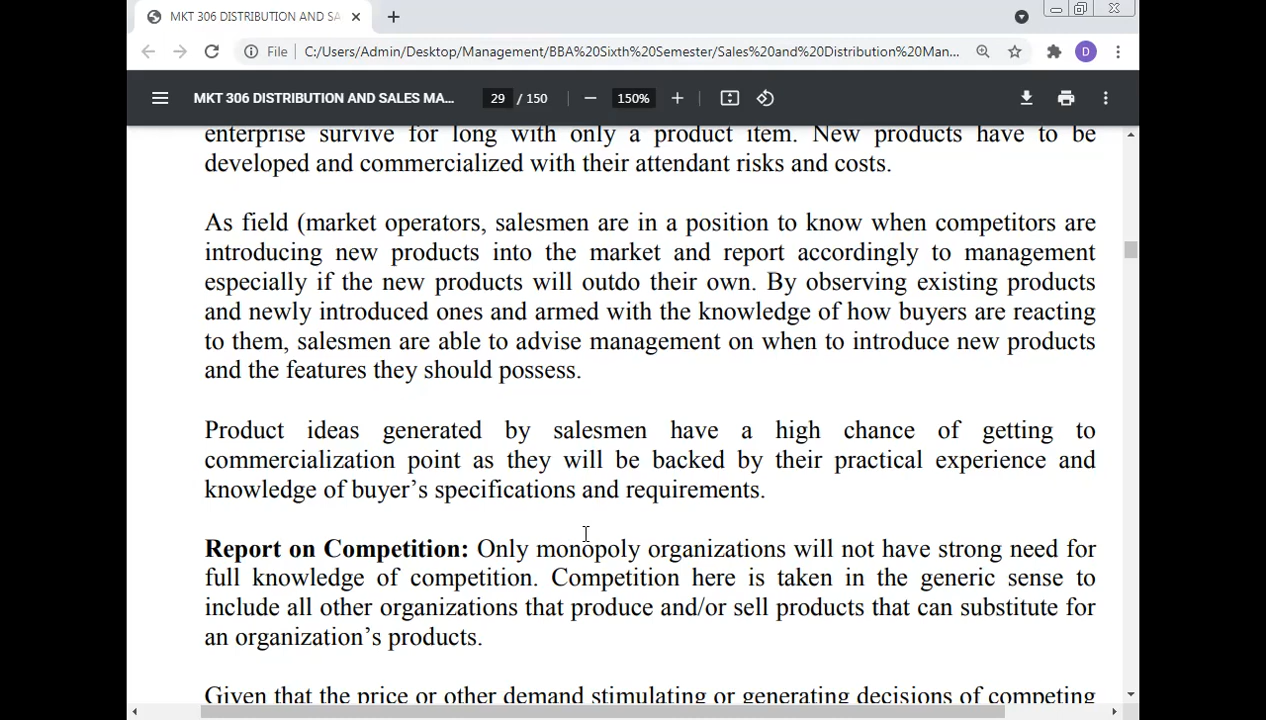 MKT 306 DISTRIBUTION AND SA
File C:/Users/Admin/Desktop/Management/BBA%20Sixth%20Semester/Sales%20and%20Distribution%20Man...
D
MKT 306 DISTRIBUTION AND SALES MA...
29 / 150
150%
enterprise survive for long with only a product item. New products have to be
developed and commercialized with their attendant risks and costs.
As field (market operators, salesmen are in a position to know when competitors are
introducing new products into the market and report accordingly to management
especially if the new products will outdo their own. By observing existing products
and newly introduced ones and armed with the knowledge of how buyers are reacting
to them, salesmen are able to advise management on when to introduce new products
and the features they should possess.
Product ideas generated by salesmen have a high chance of getting to
commercialization point as they will be backed by their practical experience and
knowledge of buyer’s specifications and requirements.
Report on Competition: Only monopoly organizations will not have strong need for
full knowledge of competition. Competition here is taken in the generic sense to
include all other organizations that produce and/or sell products that can substitute for
an organization’s products.
Given that the price or other demand stimulating or generating decisions of competing